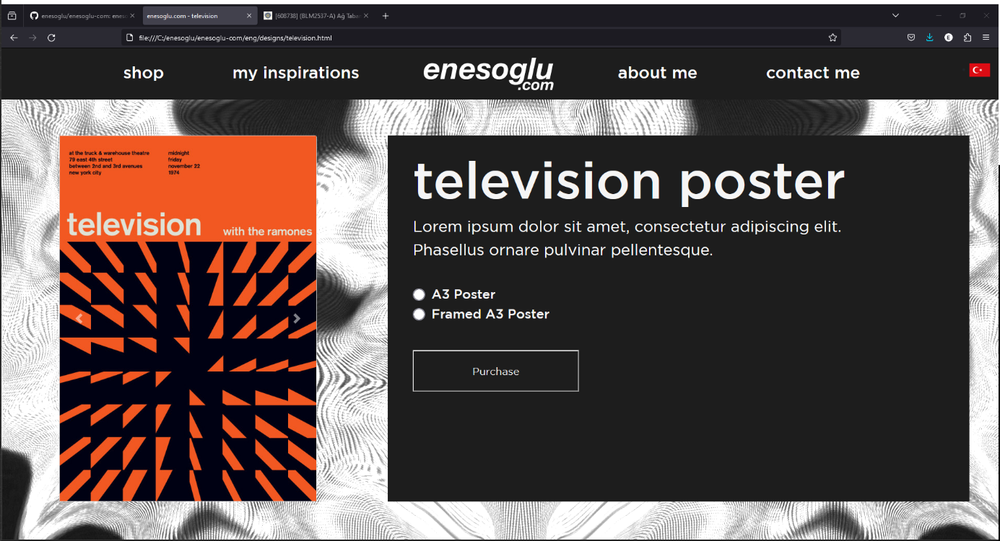 enesoglu/enesoglu-com: enesc
enesoglu.com - television
[608738] (BLM2537-A) Ağ Taba
file:///C:/enesoglu/enesoglu-com/eng/designs/television.html
E
shop
my inspirations
enesoglu
.com
about me
contact me
at the truck & warehouse theatre
79 east 4th street
between 2nd and 3rd avenues
new york city
midnight
friday
november 22
1974
television
with the ramones
television poster
Lorem ipsum dolor sit amet, consectetur adipiscing elit.
Phasellus ornare pulvinar pellentesque.
A3 Poster
Framed A3 Poster
Purchase